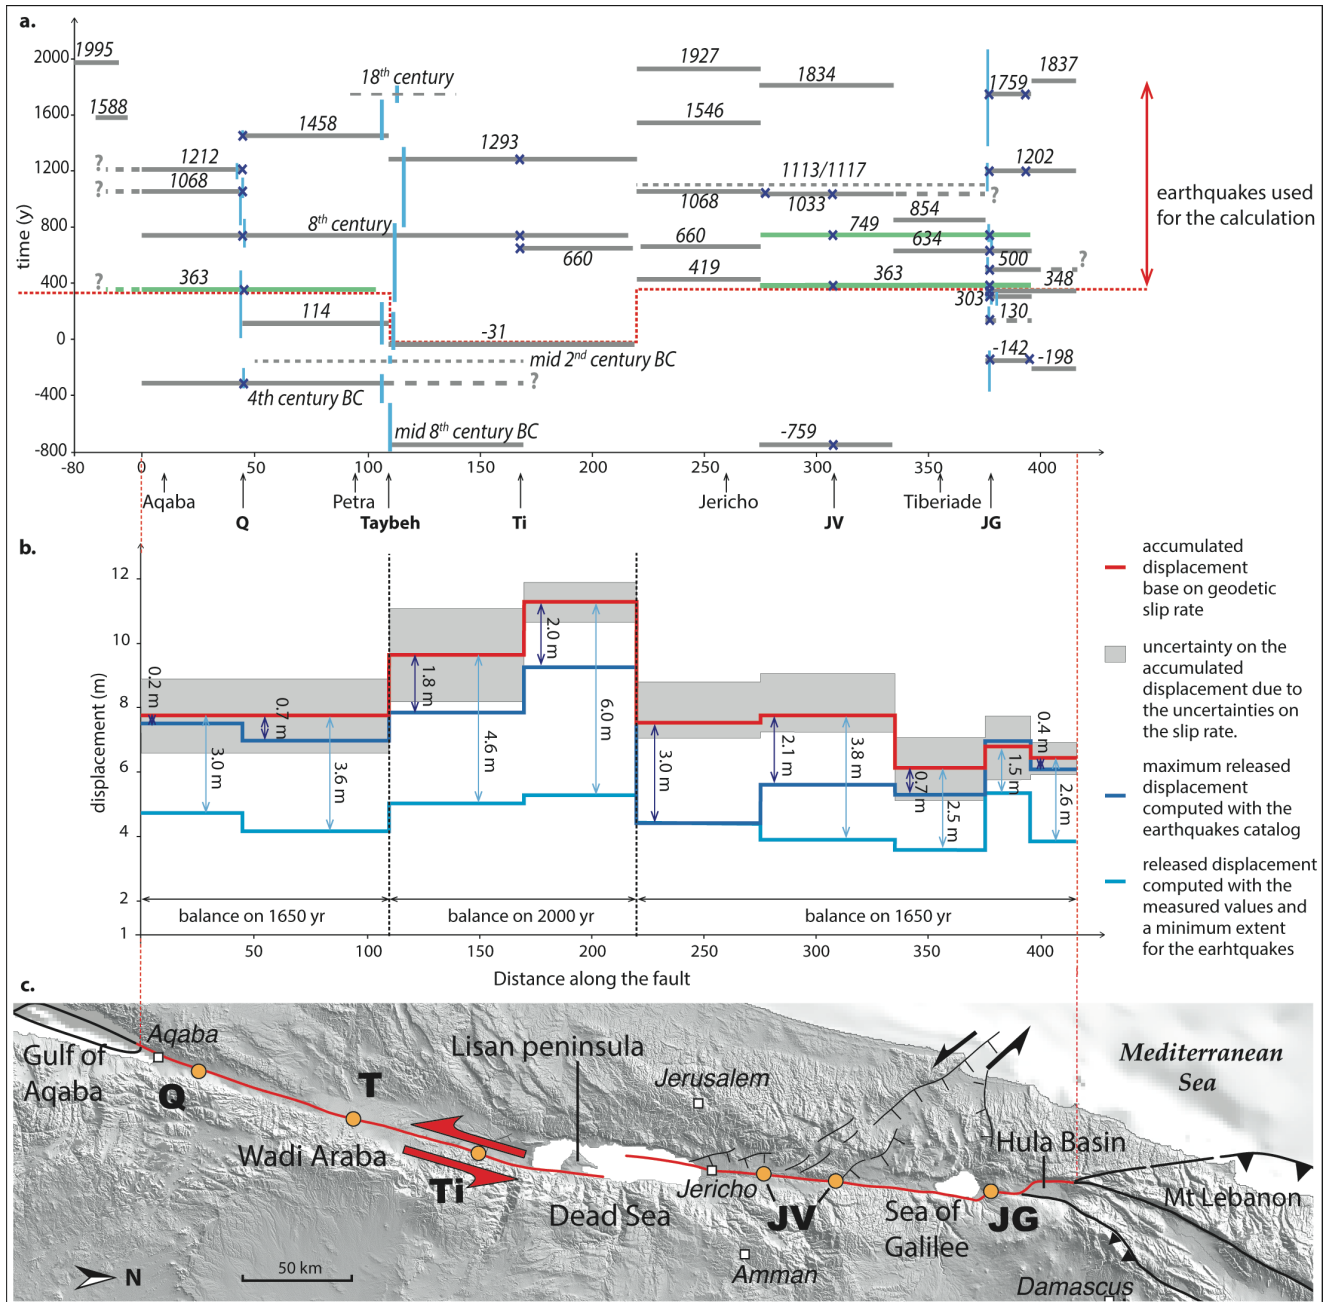 a.
time (y)
2000
1600
1200
800
400
0
-400
-800
1995
1588
18th century
1458
1212
1068
1293
8th century
660
363
114
-31
mid 2nd century BC
4th century BC
mid 8th century BC
1927
1834
1546
1113/1117
1068
1033
749
854
660
634
419
363
-759
1759
1837
1202
500
348
303
130
-142
-198
?
?
?
?
?
?
earthquakes used
for the calculation
-80
0
50
100
150
200
250
300
350
400
Aqaba
Petra
Jericho
Tiberiade
Q
Taybeh
Ti
JV
JG
b.
displacement (m)
12
10
8
6
4
2
1
0.2 m
3.0 m
0.7 m
3.6 m
1.8 m
4.6 m
2.0 m
6.0 m
3.0 m
2.1 m
3.8 m
0.7 m
2.5 m
1.5 m
0.4 m
2.6 m
balance on 1650 yr
balance on 2000 yr
balance on 1650 yr
50
100
150
200
250
300
350
400
Distance along the fault
accumulated
displacement
base on geodetic
slip rate
uncertainty on the
accumulated
displacement due to
the uncertainties on
the slip rate.
maximum released
displacement
computed with the
earthquakes catalog
released displacement
computed with the
measured values and
a minimum extent
for the earhtquakes
c.
Aqaba
Gulf of
Aqaba
Q
T
Wadi Araba
Ti
Lisan peninsula
Jerusalem
Dead Sea
Jericho
JV
Amman
Sea of
Galilee
JG
Hula Basin
Mediterranean
Sea
Mt Lebanon
Damascus
N
50 km